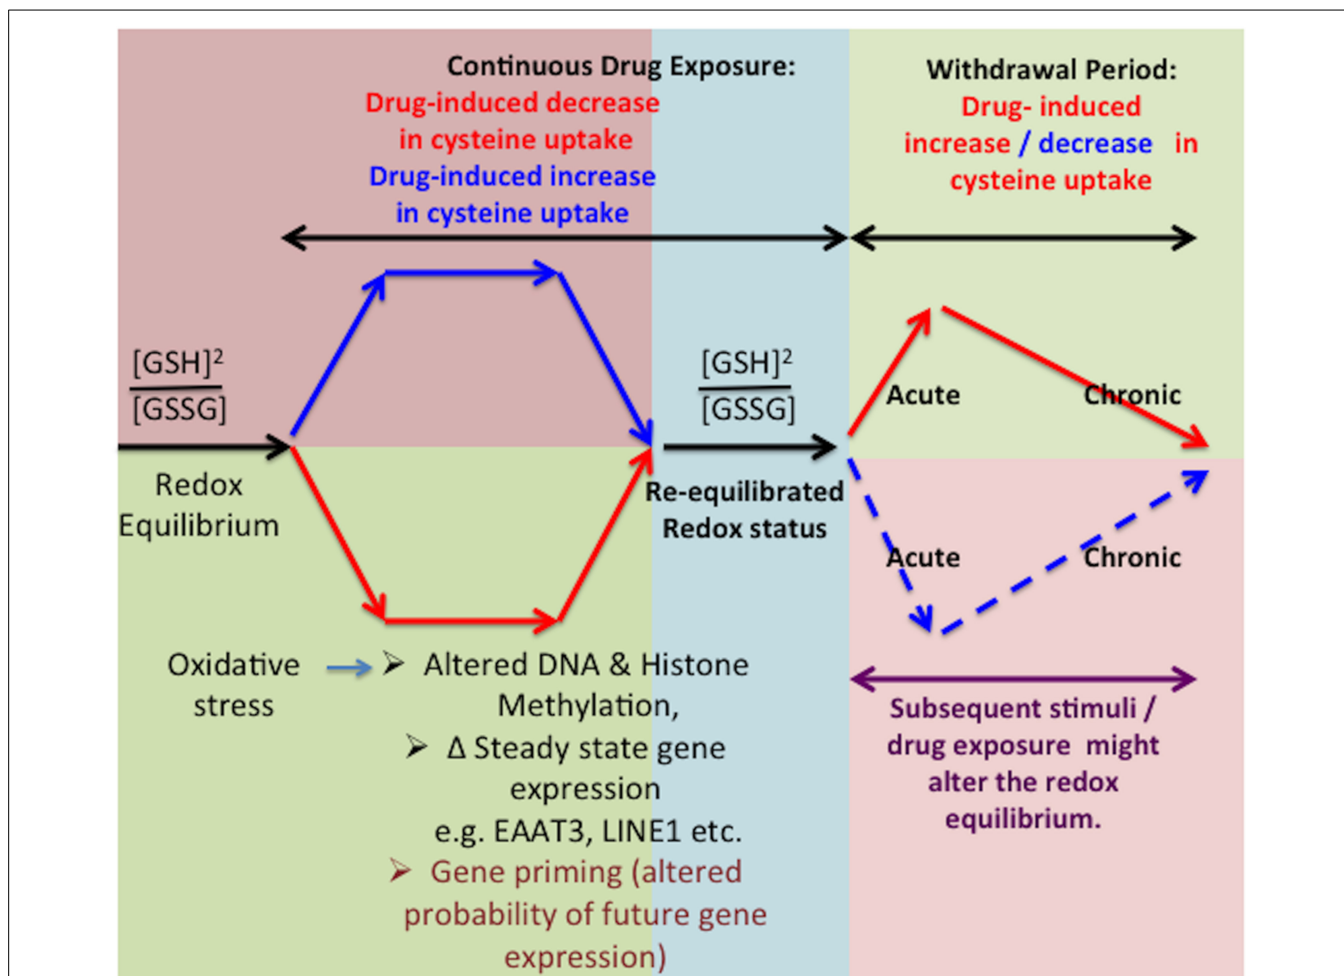 Continuous Drug Exposure:
Drug-induced decrease
in cysteine uptake
Drug-induced increase
in cysteine uptake
Withdrawal Period:
Drug- induced
increase / decrease in
cysteine uptake
[GSH]²
[GSSG]
Redox
Equilibrium
[GSH]²
[GSSG]
Re-equilibrated
Redox status
Acute
Chronic
Acute
Chronic
Oxidative
stress
➢ Altered DNA & Histone
Methylation,
➢ Δ Steady state gene
expression
e.g. EAAT3, LINE1 etc.
➢ Gene priming (altered
probability of future gene
expression)
Subsequent stimuli /
drug exposure might
alter the redox
equilibrium.